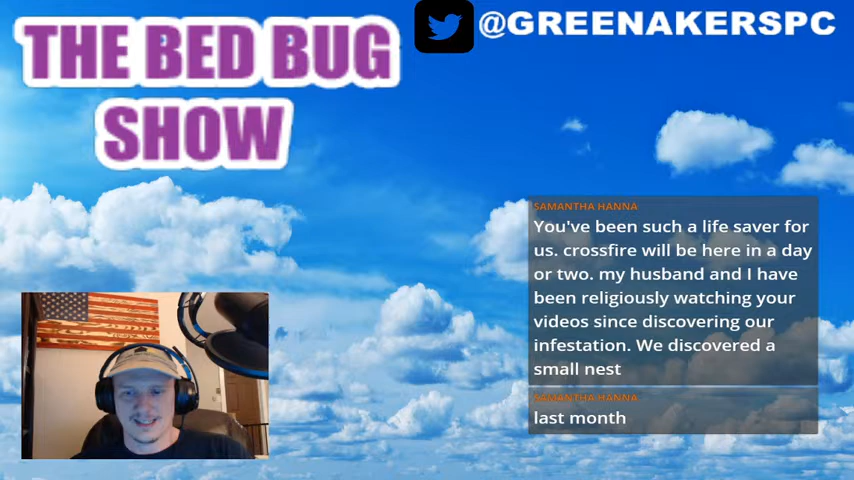 THE BED BUG
SHOW
@GREENAKERSPC
SAMANTHA HANNA
You've been such a life saver for
us. crossfire will be here in a day
or two. my husband and I have
been religiously watching your
videos since discovering our
infestation. We discovered a
small nest
SAMANTHA HANNA
last month